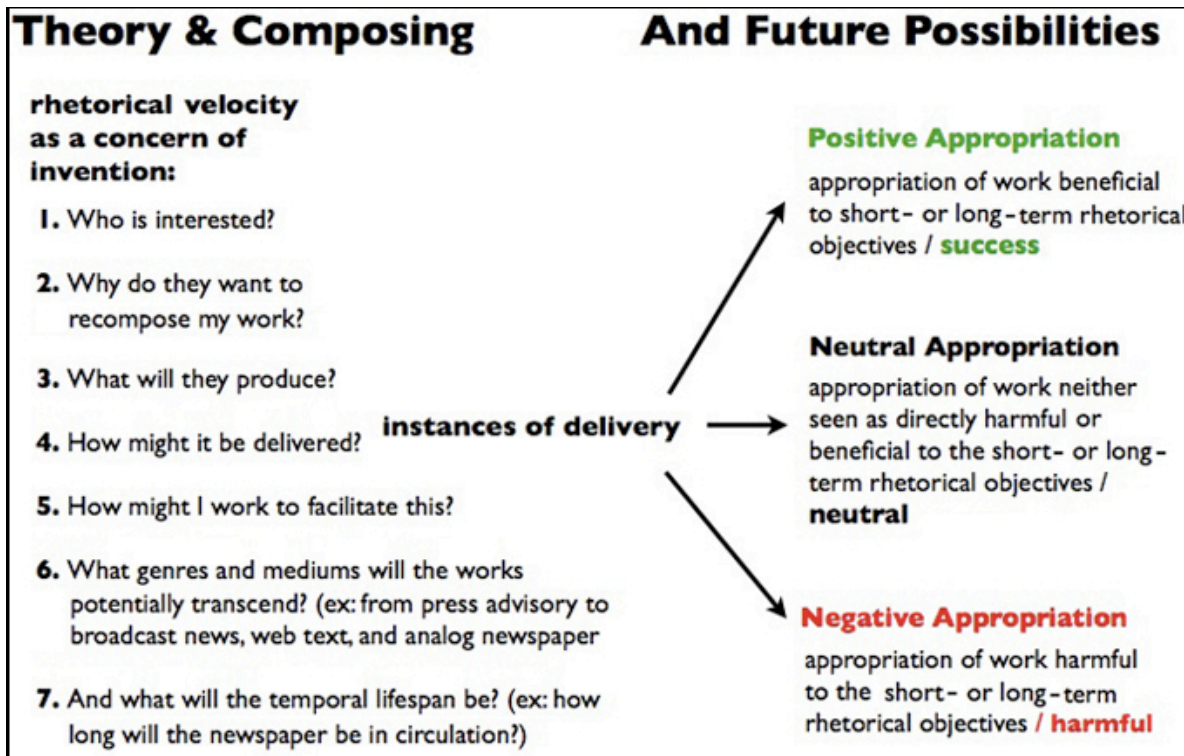 Theory & Composing
rhetorical velocity
as a concern of
invention:
1. Who is interested?
2. Why do they want to
recompose my work?
3. What will they produce?
4. How might it be delivered?
5. How might I work to facilitate this?
6. What genres and mediums will the works
potentially transcend? (ex: from press advisory to
broadcast news, web text, and analog newspaper
7. And what will the temporal lifespan be? (ex: how
long will the newspaper be in circulation?)
instances of delivery
And Future Possibilities
Positive Appropriation
appropriation of work beneficial
to short- or long-term rhetorical
objectives / success
Neutral Appropriation
appropriation of work neither
seen as directly harmful or
beneficial to the short- or long-
term rhetorical objectives /
neutral
Negative Appropriation
appropriation of work harmful
to the short- or long-term
rhetorical objectives / harmful